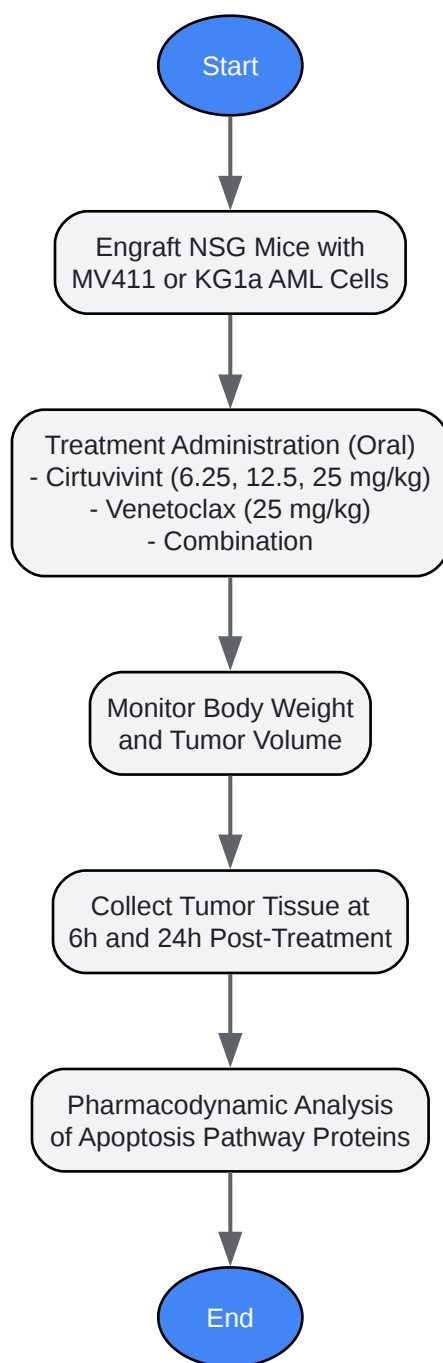 Start
Engraft NSG Mice with
MV411 or KG1a AML Cells
Treatment Administration (Oral)
- Cirtuvivint (6.25, 12.5, 25 mg/kg)
- Venetoclax (25 mg/kg)
- Combination
Monitor Body Weight
and Tumor Volume
Collect Tumor Tissue at
6h and 24h Post-Treatment
Pharmacodynamic Analysis
of Apoptosis Pathway Proteins
End